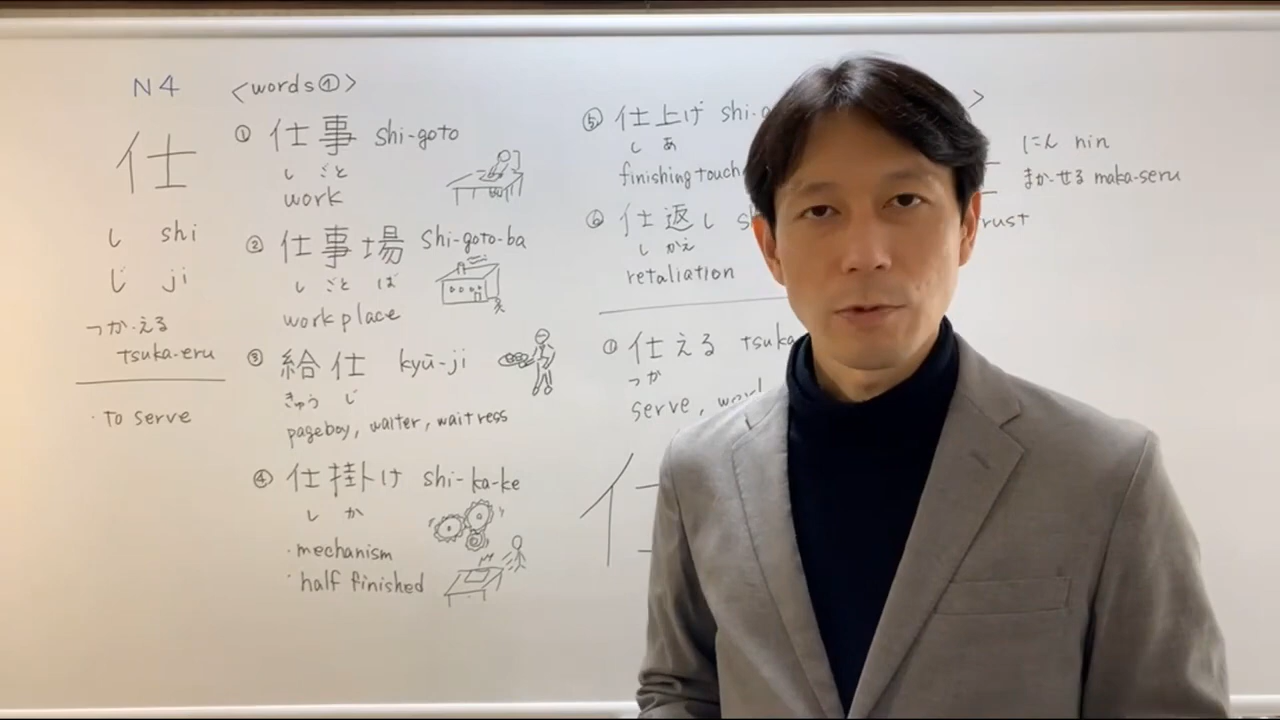 N4
仕
し shi
じ ji
つか.える
tsuka-eru
・To serve
<words①>
① 仕事 shi-goto
し ごと
work
② 仕事場 shi-goto-ba
し ごと ば
workplace
③ 給仕 kyū-ji
きゅう じ
pageboy, waiter, waitress
④ 仕掛け shi-ka-ke
し か
・mechanism
・half finished
⑤ 仕上げ shi-
し あ
finishing touch
⑥ 仕返し
し かえ
retaliation
① 仕える tsuka
つか
serve,
>
にん nin
まか-せる maka-seru